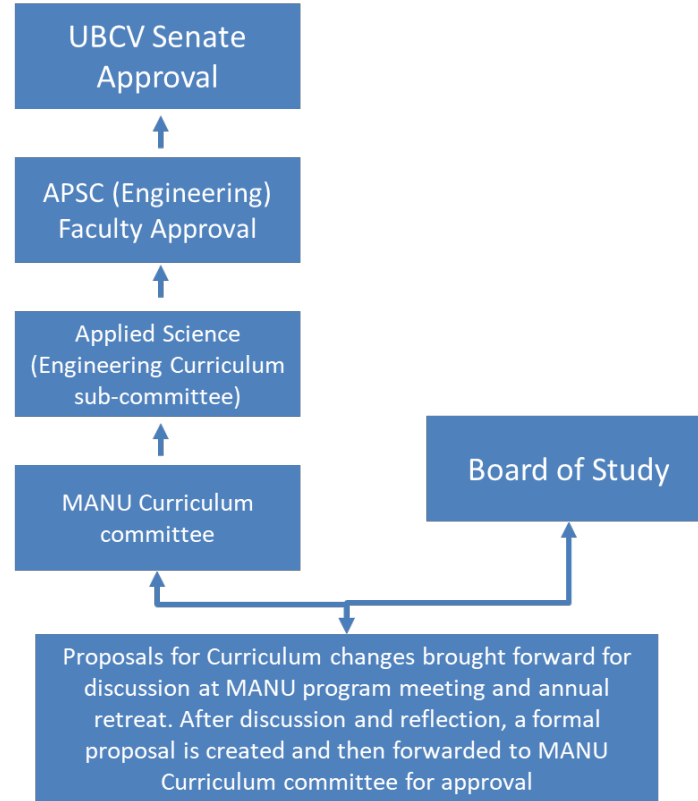 UBCV Senate
Approval
APSC (Engineering)
Faculty Approval
Applied Science
(Engineering Curriculum
sub-committee)
MANU Curriculum
committee
Board of Study
Proposals for Curriculum changes brought forward for
discussion at MANU program meeting and annual
retreat. After discussion and reflection, a formal
proposal is created and then forwarded to MANU
Curriculum committee for approval